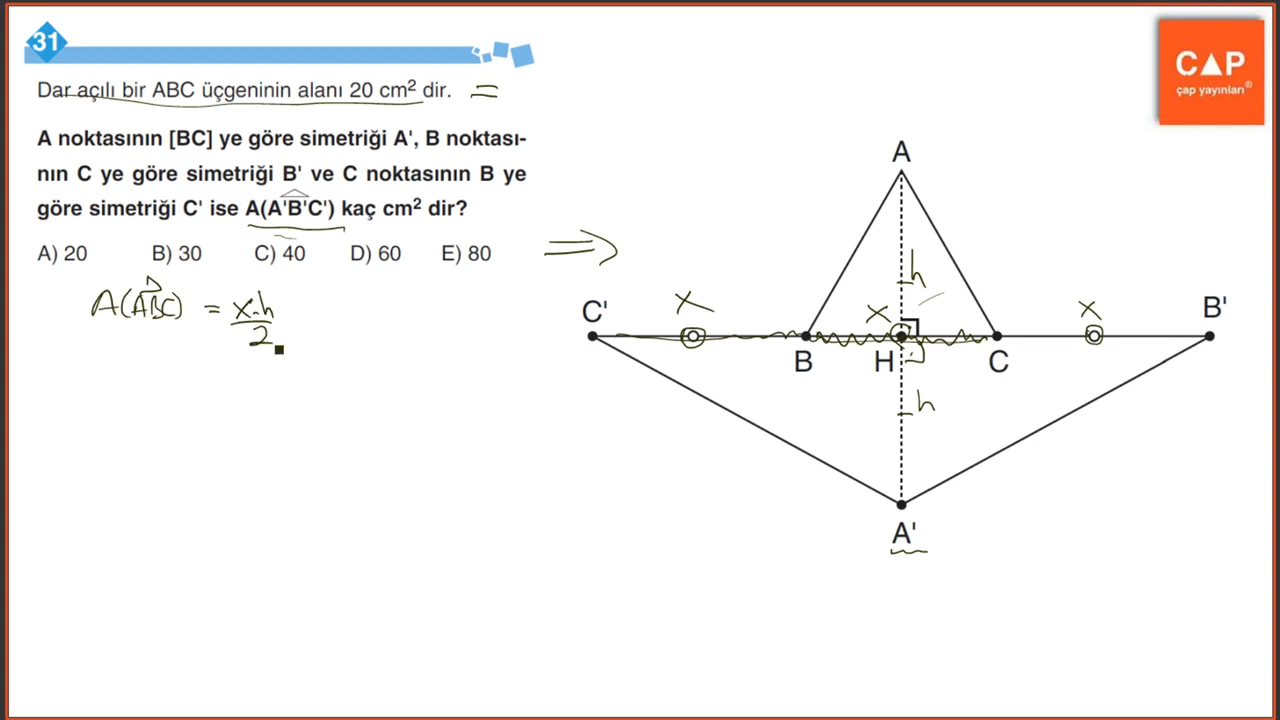 31
Dar açılı bir ABC üçgeninin alanı 20 cm² dir. =
A noktasının [BC] ye göre simetriği A', B noktası-
nın C ye göre simetriği B' ve C noktasının B ye
göre simetriği C' ise A(A'B'C') kaç cm² dir?
A) 20 B) 30 C) 40 D) 60 E) 80
A(ABC) = x.h
2
ÇAP
çap yayınları®
A
h
C'
x
x
x
B'
B
H
C
h
A'